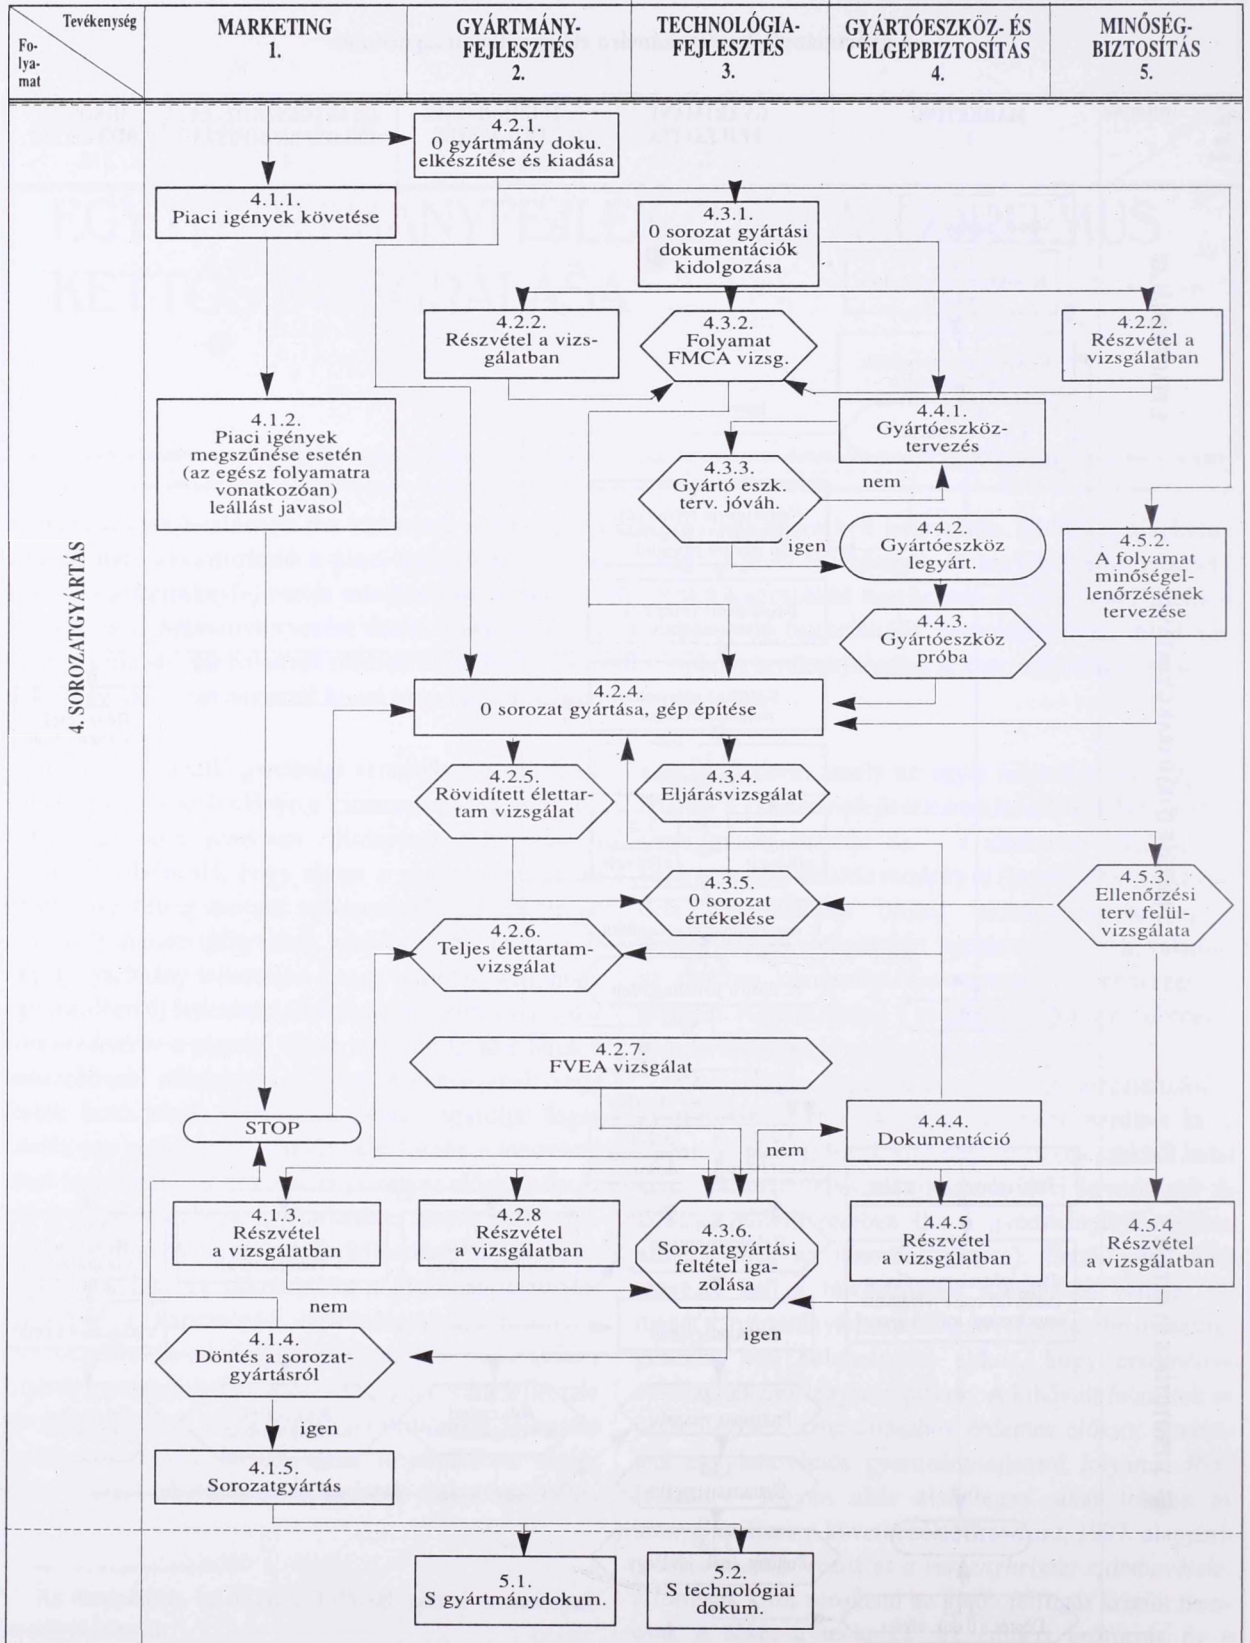 Tevékenység
Fo-
lya-
mat
MARKETING
1.
GYÁRTMÁNY-
FEJLESZTÉS
2.
TECHNOLÓGIA-
FEJLESZTÉS
3.
GYÁRTÓESZKÖZ- ÉS
CÉLGÉPBIZTOSÍTÁS
4.
MINŐSÉG-
BIZTOSÍTÁS
5.
4. SOROZATGYÁRTÁS
4.2.1.
0 gyártmány doku.
elkészítése és kiadása
4.1.1.
Piaci igények követése
4.3.1.
0 sorozat gyártási
dokumentációk
kidolgozása
4.2.2.
Részvétel a vizs-
gálatban
4.3.2.
Folyamat
FMCA vizsg.
4.2.2.
Részvétel a
vizsgálatban
4.1.2.
Piaci igények
megszűnése esetén
(az egész folyamatra
vonatkozóan)
leállást javasol
4.4.1.
Gyártóeszköz-
tervezés
4.3.3.
Gyártó eszk.
terv. jóváh.
nem
igen
4.4.2.
Gyártóeszköz
legyárt.
4.5.2.
A folyamat
minőségel-
lenőrzésének
tervezése
4.4.3.
Gyártóeszköz
próba
4.2.4.
0 sorozat gyártása, gép építése
4.2.5.
Rövidített élettar-
tam vizsgálat
4.3.4.
Eljárásvizsgálat
4.3.5.
0 sorozat
értékelése
4.5.3.
Ellenőrzési
terv felül-
vizsgálata
4.2.6.
Teljes élettartam-
vizsgálat
4.2.7.
FVEA vizsgálat
STOP
nem
4.4.4.
Dokumentáció
4.1.3.
Részvétel
a vizsgálatban
4.2.8
Részvétel
a vizsgálatban
4.3.6.
Sorozatgyártási
feltétel iga-
zolása
4.4.5
Részvétel
a vizsgálatban
4.5.4
Részvétel
a vizsgálatban
nem
igen
4.1.4.
Döntés a sorozat-
gyártásról
igen
4.1.5.
Sorozatgyártás
5.1.
S gyártmánydokum.
5.2.
S technológiai
dokum.